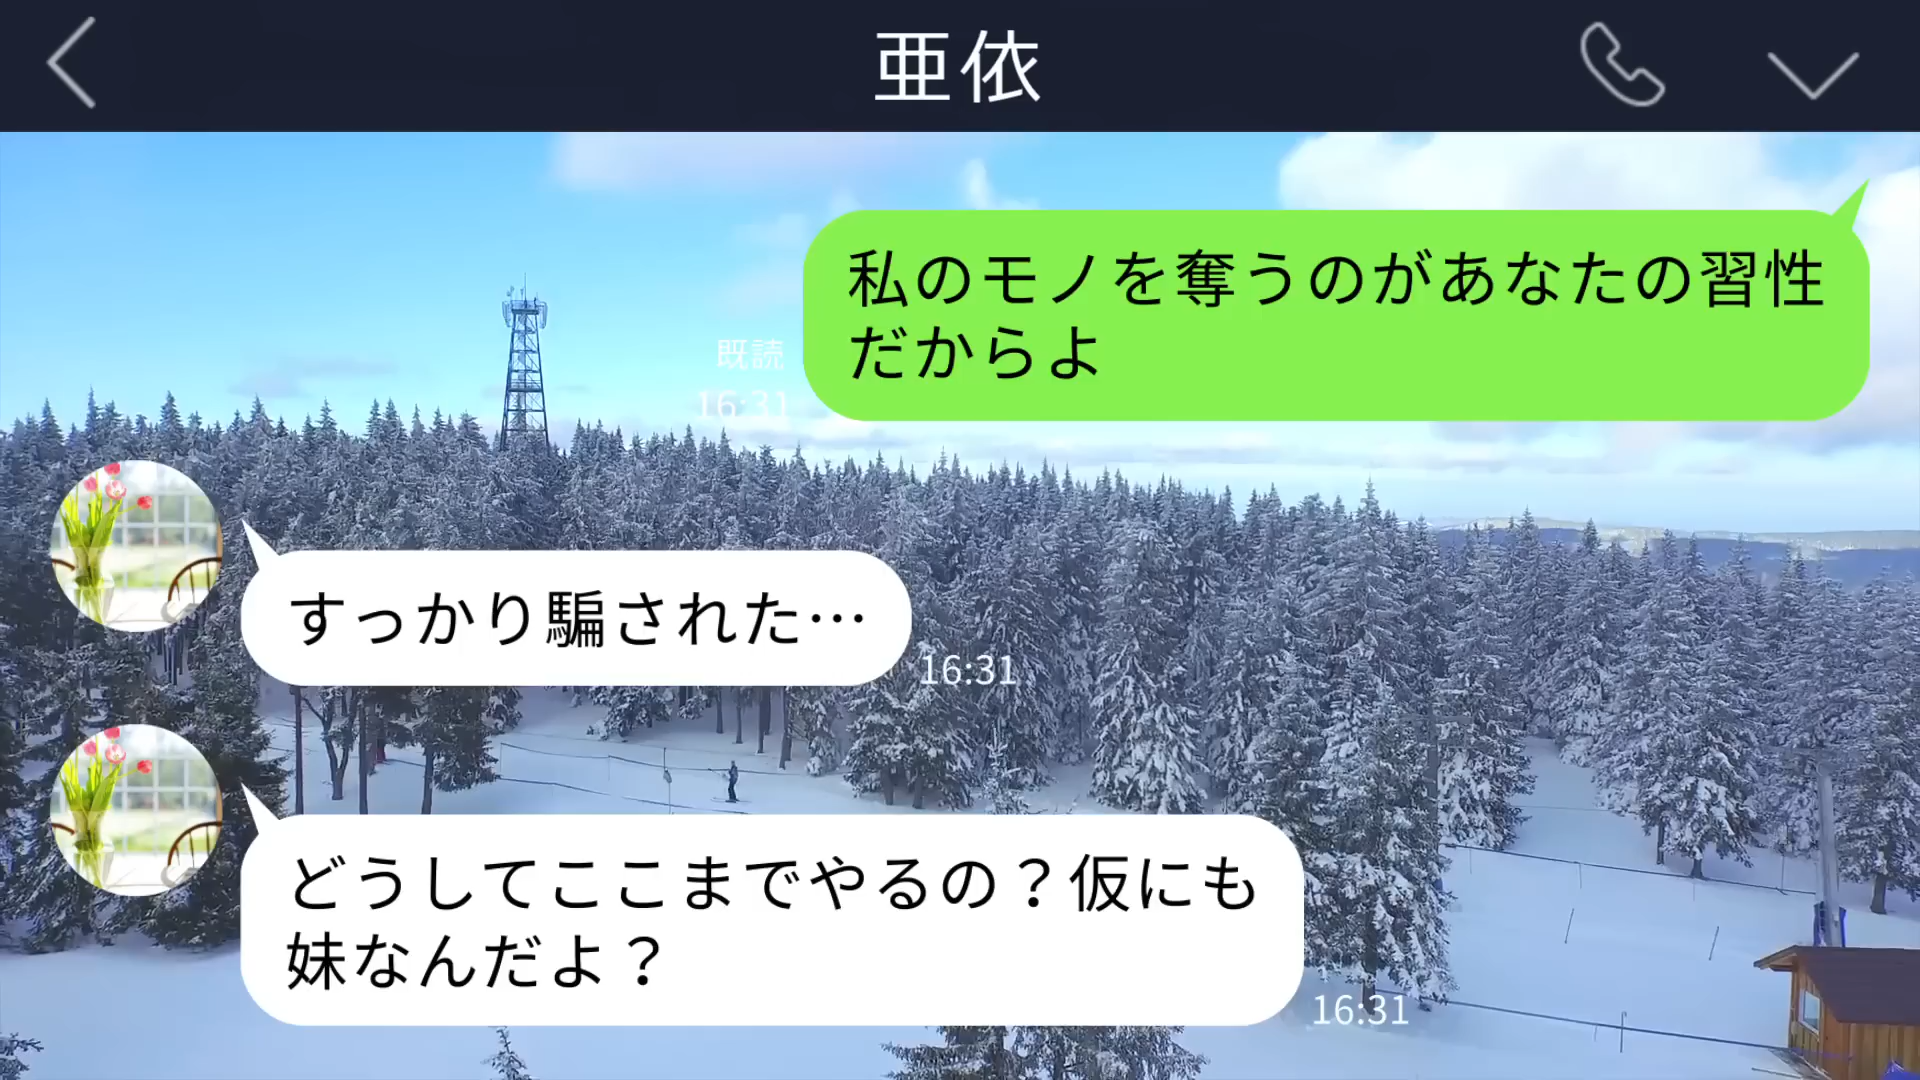 亜依
私のモノを奪うのがあなたの習性
だからよ
既読
16:31
すっかり騙された…
16:31
どうしてここまでやるの？仮にも
妹なんだよ？
16:31